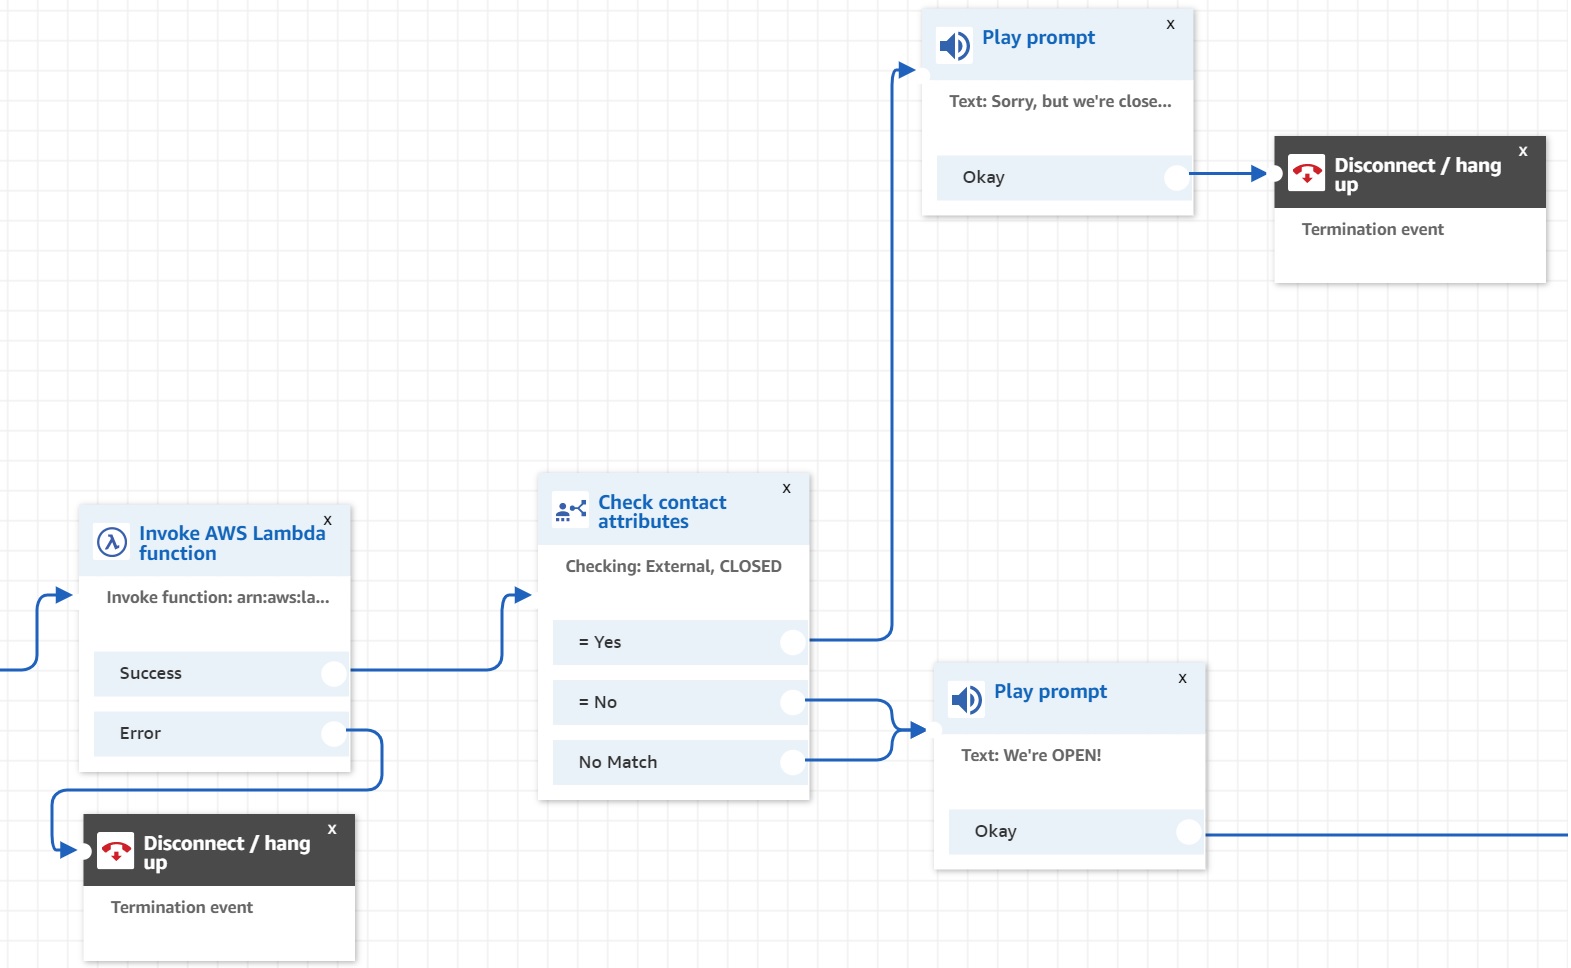 Play prompt
x
Text: Sorry, but we're close...
Okay
Disconnect / hang
up
x
Termination event
Invoke AWS Lambda
function
x
Invoke function: arn:aws:la...
Success
Error
Disconnect / hang
up
x
Termination event
Check contact
attributes
x
Checking: External, CLOSED
= Yes
= No
No Match
Play prompt
x
Text: We're OPEN!
Okay